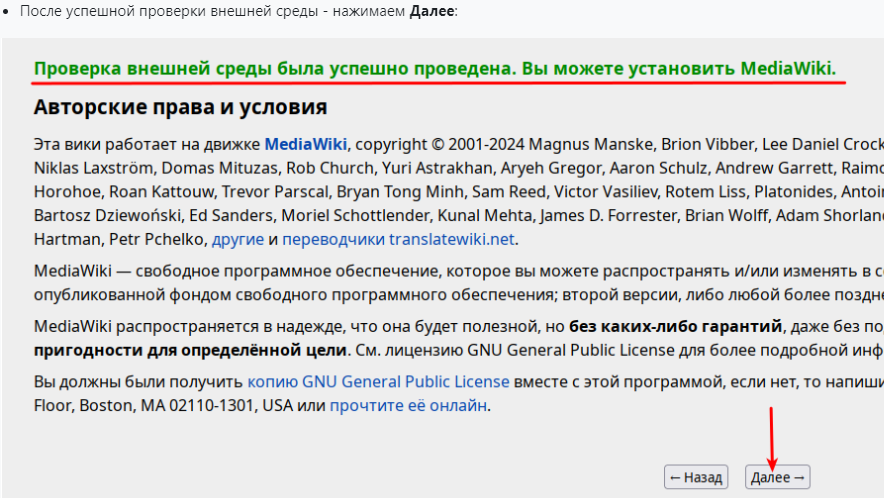 После успешной проверки внешней среды - нажимаем Далее:
Проверка внешней среды была успешно проведена. Вы можете установить MediaWiki.
Авторские права и условия
Эта вики работает на движке MediaWiki, copyright © 2001-2024 Magnus Manske, Brion Vibber, Lee Daniel Crock
Niklas Laxström, Domas Mituzas, Rob Church, Yuri Astrakhan, Aryeh Gregor, Aaron Schulz, Andrew Garrett, Raimo
Horohoe, Roan Kattouw, Trevor Parscal, Bryan Tong Minh, Sam Reed, Victor Vasiliev, Rotem Liss, Platonides, Antoi
Bartosz Dziewoński, Ed Sanders, Moriel Schottlender, Kunal Mehta, James D. Forrester, Brian Wolff, Adam Shorlan
Hartman, Petr Pchelko, другие и переводчики translatewiki.net.
MediaWiki — свободное программное обеспечение, которое вы можете распространять и/или изменять в с
опубликованной фондом свободного программного обеспечения; второй версии, либо любой более поздне
MediaWiki распространяется в надежде, что она будет полезной, но без каких-либо гарантий, даже без по
пригодности для определённой цели. См. лицензию GNU General Public License для более подробной инф
Вы должны были получить копию GNU General Public License вместе с этой программой, если нет, то напиши
Floor, Boston, MA 02110-1301, USA или прочтите её онлайн.
← Назад Далее →